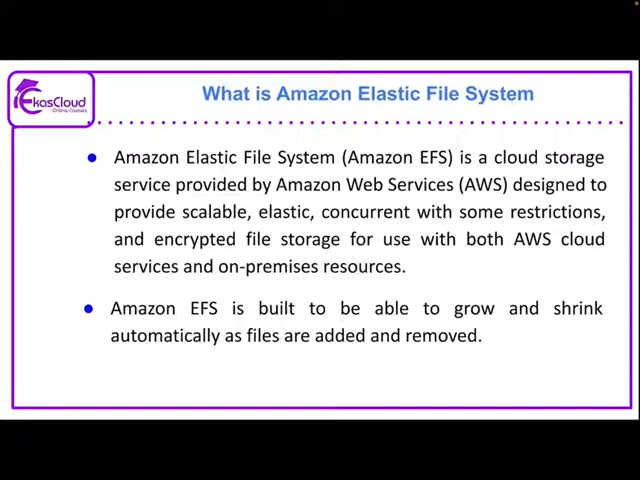 EkasCloud
Online Courses
What is Amazon Elastic File System
Amazon Elastic File System (Amazon EFS) is a cloud storage
service provided by Amazon Web Services (AWS) designed to
provide scalable, elastic, concurrent with some restrictions,
and encrypted file storage for use with both AWS cloud
services and on-premises resources.
Amazon EFS is built to be able to grow and shrink
automatically as files are added and removed.